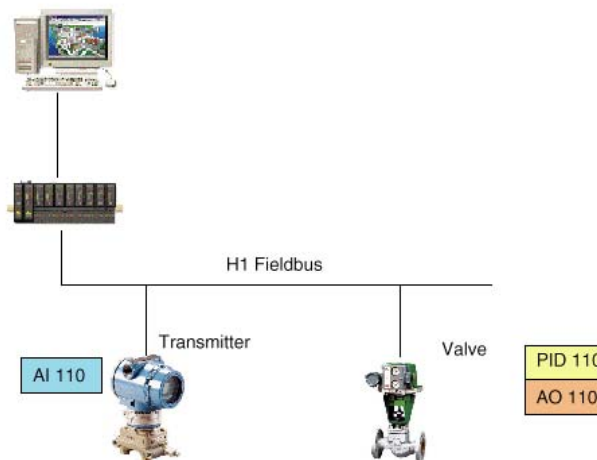 H1 Fieldbus
Transmitter
Valve
AI 110
PID 110
AO 110